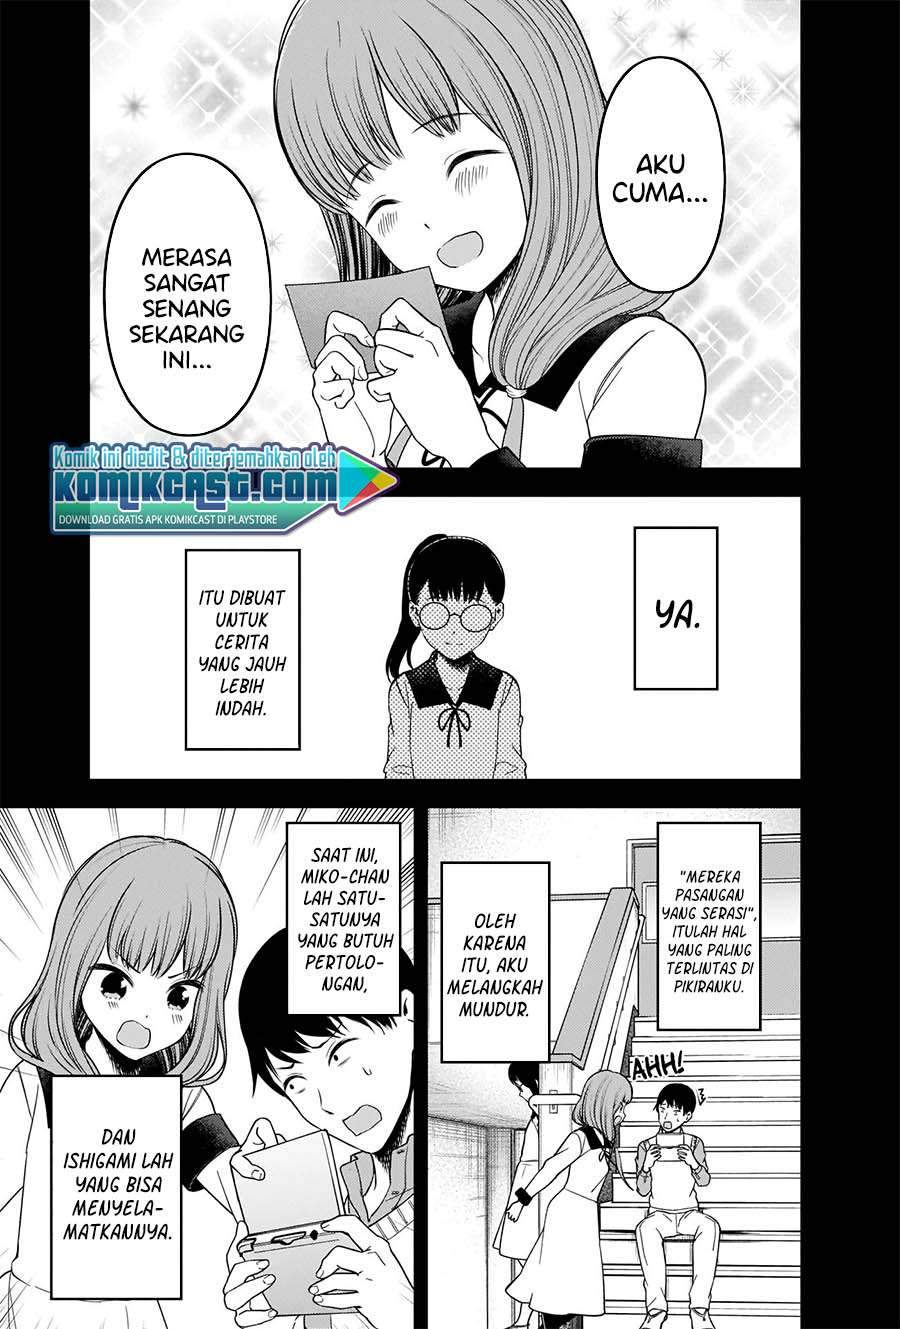 AKU
CUMA...
MERASA
SANGAT
SENANG
SEKARANG
INI...
Komik ini diedit & diterjemahkan oleh
KOMIKCAST.COM
DOWNLOAD GRATIS APK KOMIKCAST DI PLAYSTORE
YA.
ITU DIBUAT
UNTUK
CERITA
YANG JAUH
LEBIH
INDAH.
"MEREKA
PASANGAN
YANG SERASI",
ITULAH HAL
YANG PALING
TERLINTAS DI
PIKIRANKU.
OLEH
KARENA
ITU, AKU
MELANGKAH
MUNDUR.
AHH!
SAAT INI,
MIKO-CHAN
LAH SATU-
SATUNYA
YANG BUTUH
PERTOLO-
NGAN,
DAN
ISHIGAMI LAH
YANG BISA
MENYELA-
MATKANNYA.